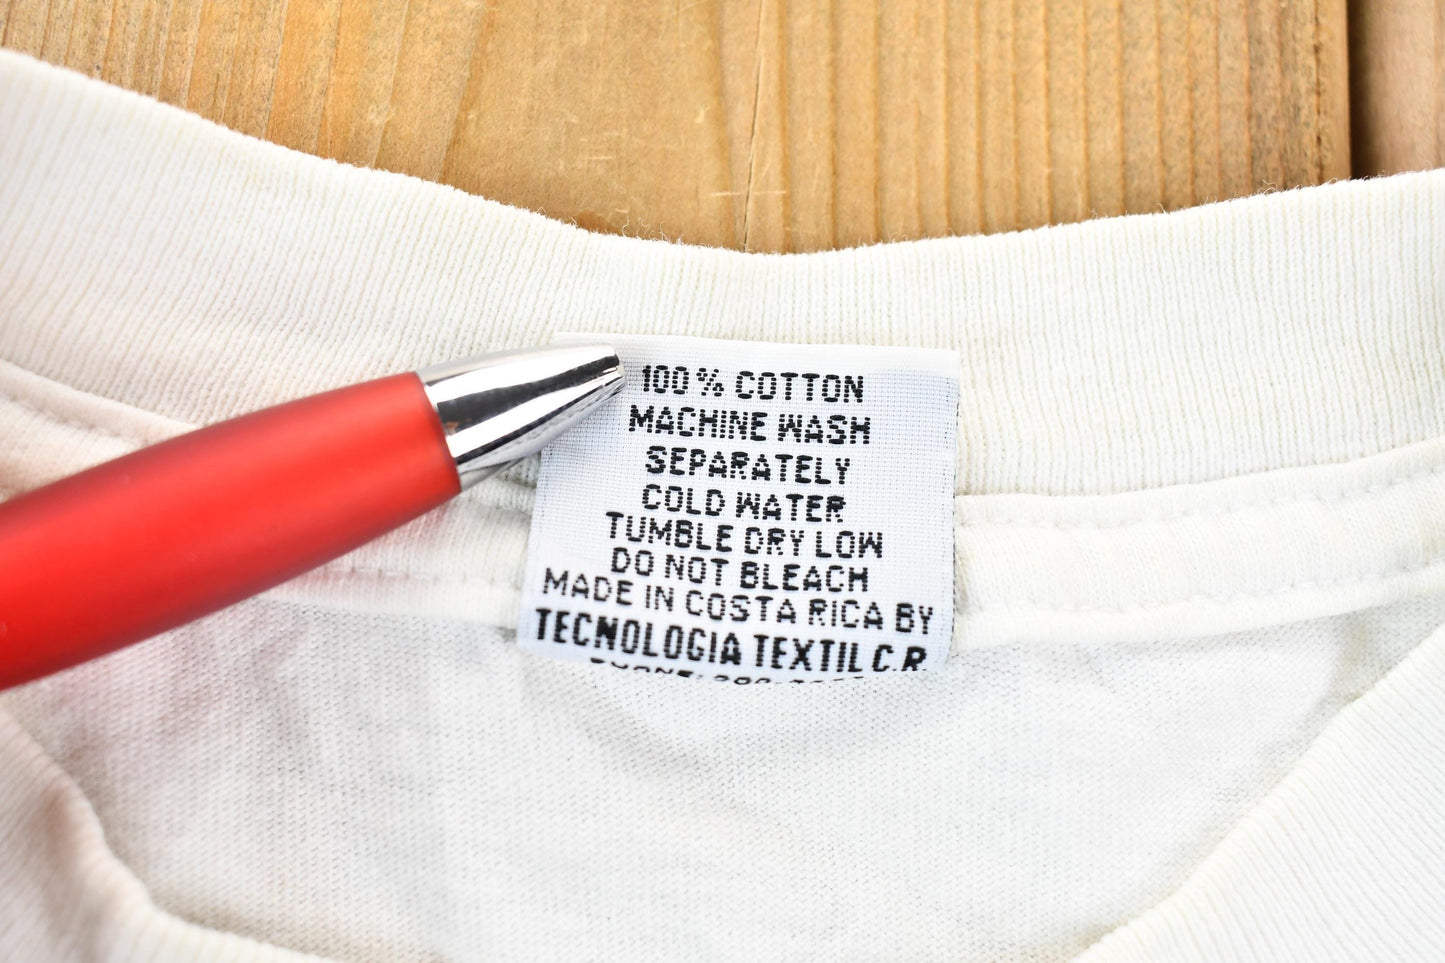 100% COTTON
MACHINE WASH
SEPARATELY
COLD WATER
TUMBLE DRY LOW
DO NOT BLEACH
MADE IN COSTA RICA BY
TECNOLOGIA TEXTIL C.R.